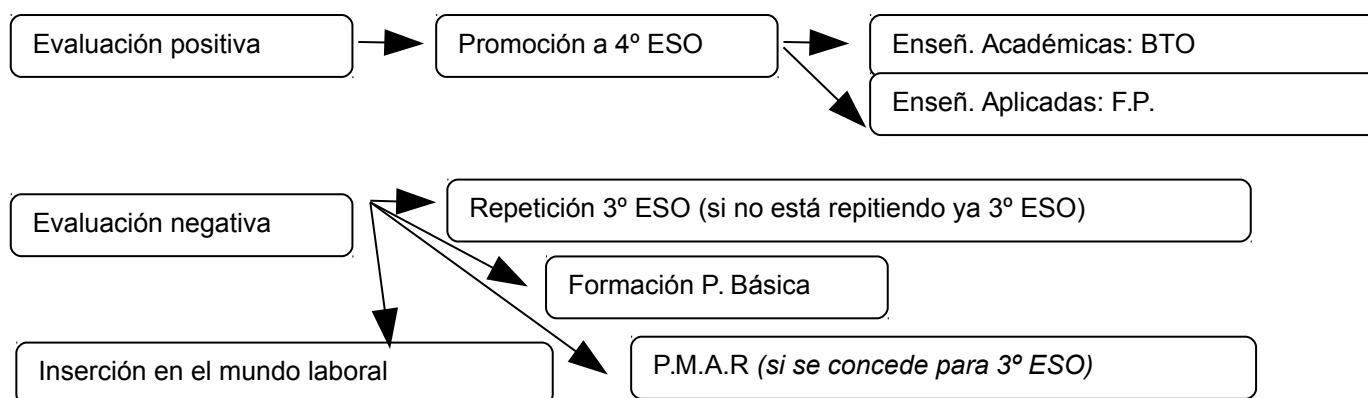 Evaluación positiva
Promoción a 4º ESO
Enseñ. Académicas: BTO
Enseñ. Aplicadas: F.P.
Evaluación negativa
Repetición 3º ESO (si no está repitiendo ya 3º ESO)
Formación P. Básica
Inserción en el mundo laboral
P.M.A.R (si se concede para 3º ESO)